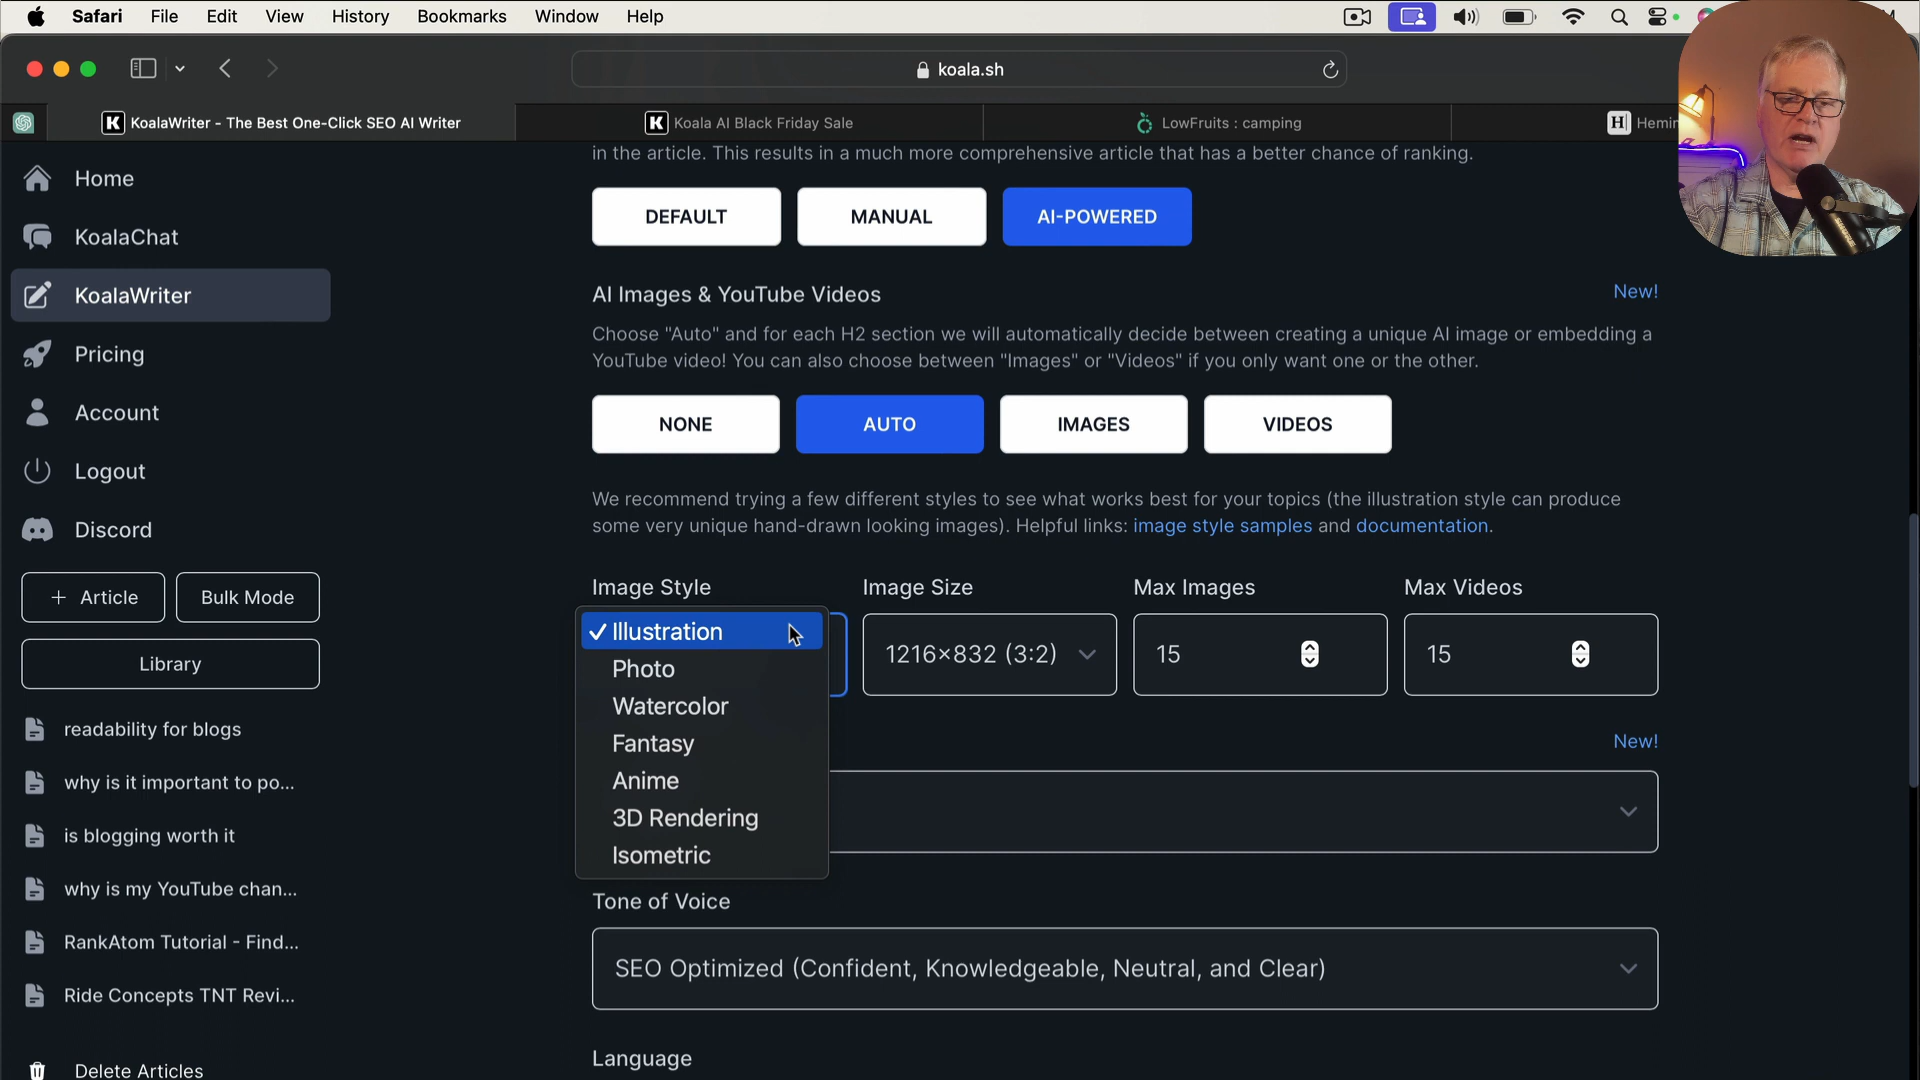 Safari File Edit View History Bookmarks Window Help
koala.sh
KoalaWriter - The Best One-Click SEO AI Writer
Koala AI Black Friday Sale
LowFruits : camping
Home
KoalaChat
KoalaWriter
Pricing
Account
Logout
Discord
+ Article
Bulk Mode
Library
readability for blogs
why is it important to po...
is blogging worth it
why is my YouTube chan...
RankAtom Tutorial - Find...
Ride Concepts TNT Revi...
Delete Articles
in the article. This results in a much more comprehensive article that has a better chance of ranking.
DEFAULT MANUAL AI-POWERED
AI Images & YouTube Videos
New!
Choose "Auto" and for each H2 section we will automatically decide between creating a unique AI image or embedding a
YouTube video! You can also choose between "Images" or "Videos" if you only want one or the other.
NONE AUTO IMAGES VIDEOS
We recommend trying a few different styles to see what works best for your topics (the illustration style can produce
some very unique hand-drawn looking images). Helpful links: image style samples and documentation.
Image Style
✓ Illustration
Photo
Watercolor
Fantasy
Anime
3D Rendering
Isometric
Image Size
1216×832 (3:2)
Max Images
15
Max Videos
15
New!
Tone of Voice
SEO Optimized (Confident, Knowledgeable, Neutral, and Clear)
Language